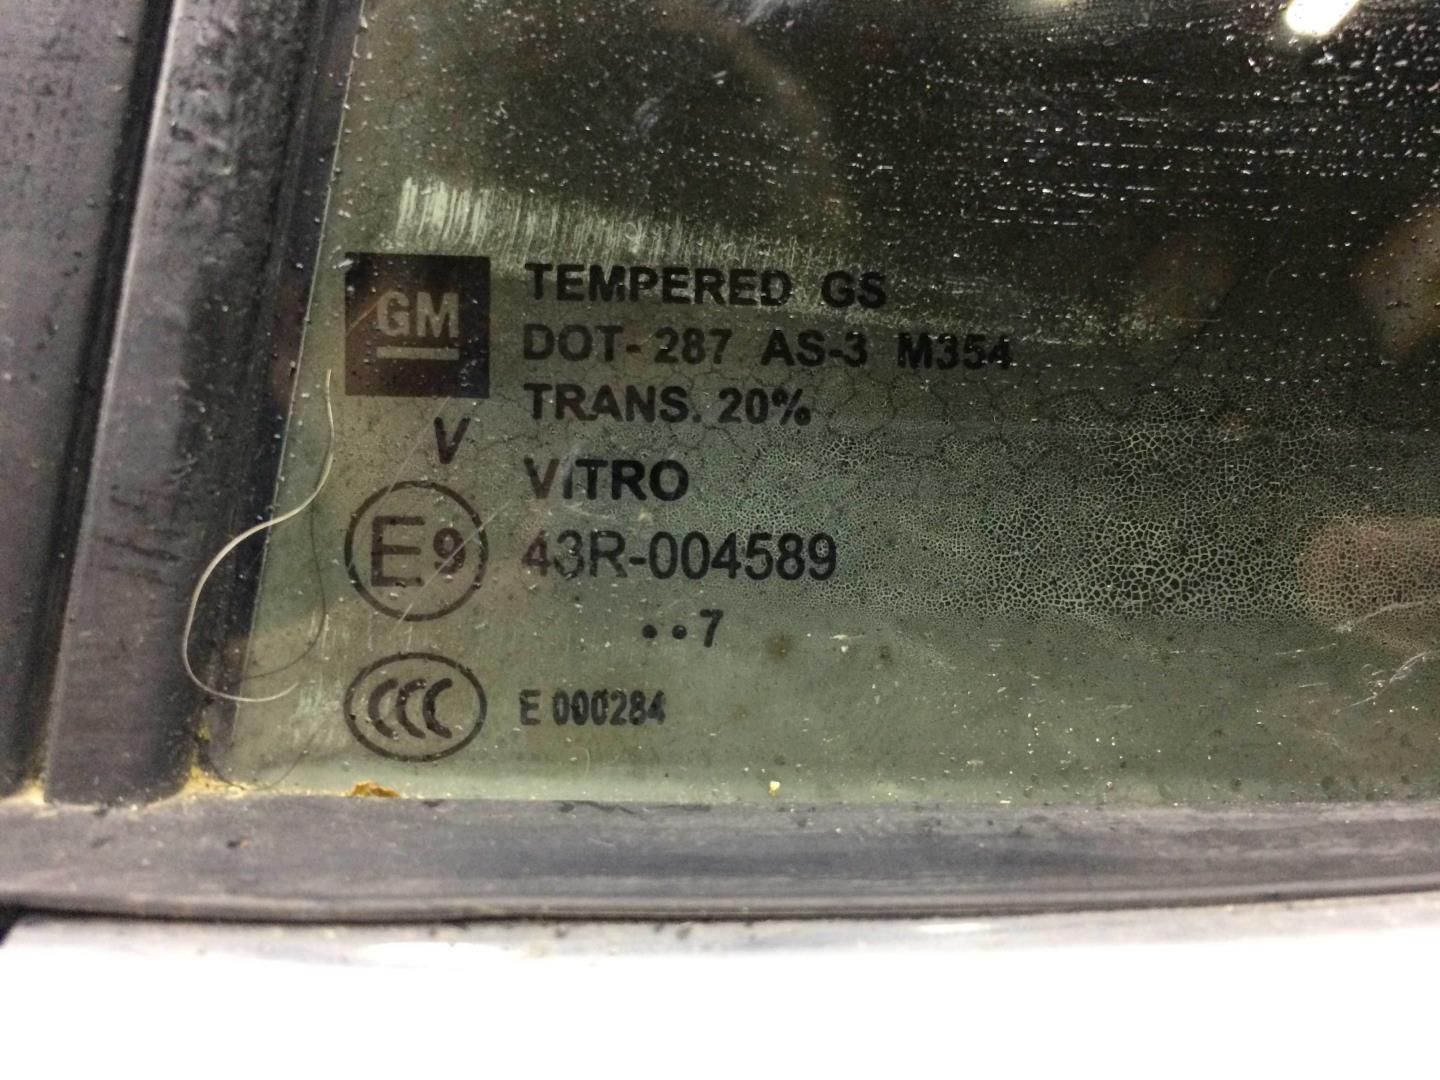 GM TEMPERED GS
DOT-287 AS-3 M354
TRANS. 20%
V VITRO
E9 43R-004589
..7
CCC E 000284